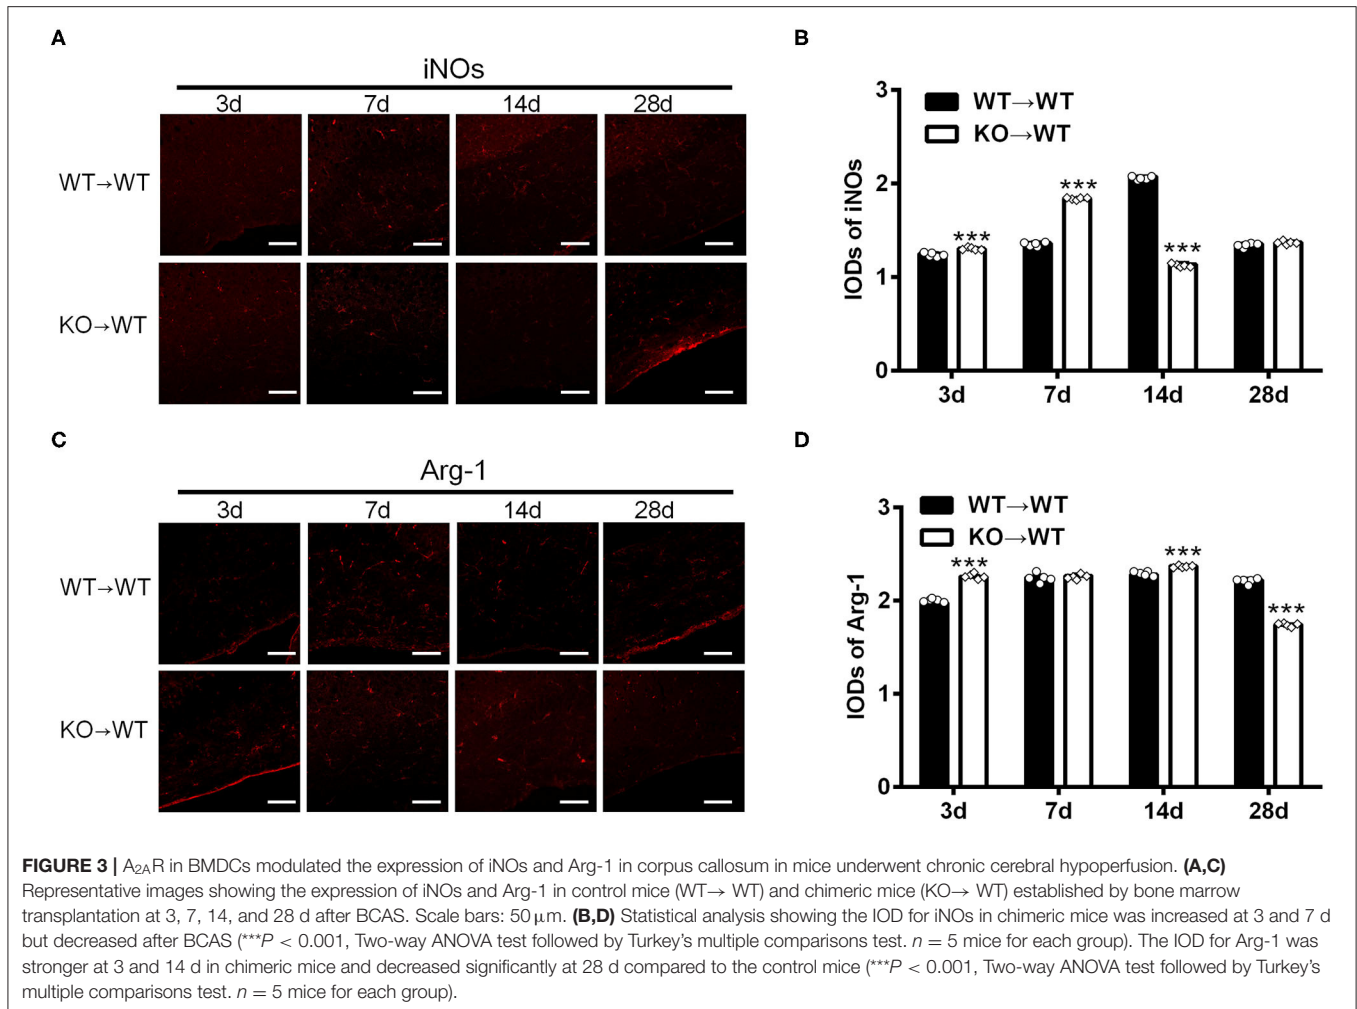 A
iNOs
3d 7d 14d 28d
WT→WT
KO→WT
B
3
2
1
0
IODs of iNOs
WT→WT
KO→WT
*** *** ***
3d 7d 14d 28d
C
Arg-1
3d 7d 14d 28d
WT→WT
KO→WT
D
3
2
1
0
IODs of Arg-1
WT→WT
KO→WT
*** *** ***
3d 7d 14d 28d
FIGURE 3 | A₂ₐR in BMDCs modulated the expression of iNOs and Arg-1 in corpus callosum in mice underwent chronic cerebral hypoperfusion. (A,C)
Representative images showing the expression of iNOs and Arg-1 in control mice (WT→ WT) and chimeric mice (KO→ WT) established by bone marrow
transplantation at 3, 7, 14, and 28 d after BCAS. Scale bars: 50 μm. (B,D) Statistical analysis showing the IOD for iNOs in chimeric mice was increased at 3 and 7 d
but decreased after BCAS (***P < 0.001, Two-way ANOVA test followed by Turkey's multiple comparisons test. n = 5 mice for each group). The IOD for Arg-1 was
stronger at 3 and 14 d in chimeric mice and decreased significantly at 28 d compared to the control mice (***P < 0.001, Two-way ANOVA test followed by Turkey's
multiple comparisons test. n = 5 mice for each group).